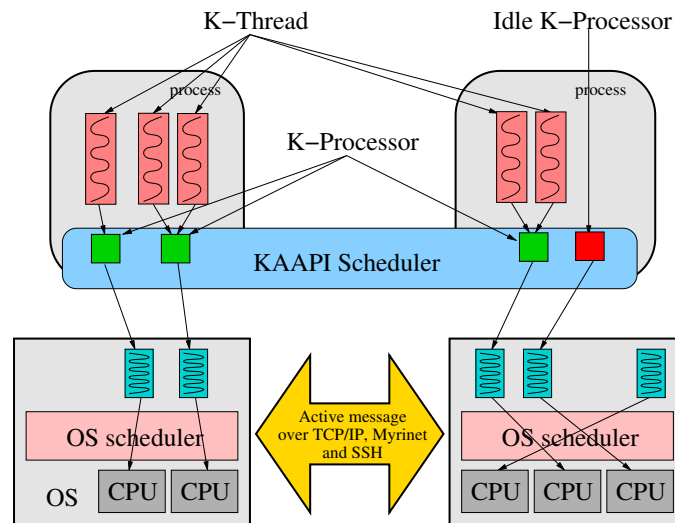 K−Thread
Idle K−Processor
process
process
K−Processor
KAAPI Scheduler
Active message
over TCP/IP, Myrinet
and SSH
OS scheduler
OS scheduler
OS
CPU
CPU
CPU
CPU
CPU